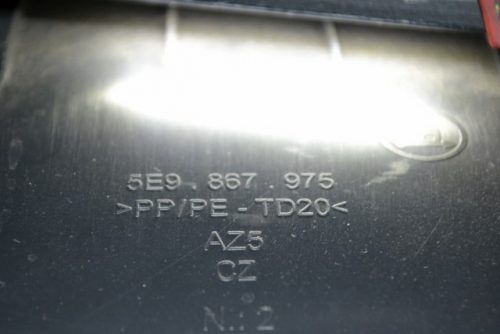 5E9 . 867 . 975
>PP/PE - TD20<
AZ5
CZ
N.: 2